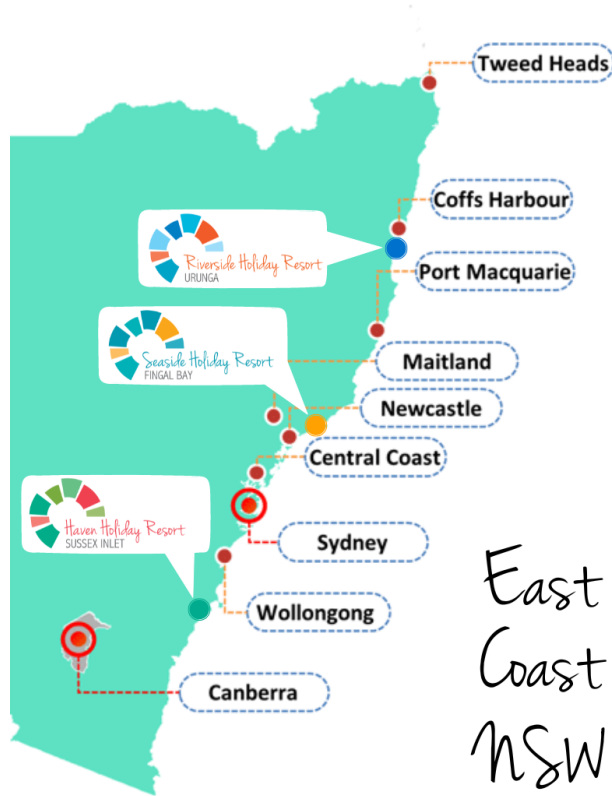 Tweed Heads
Coffs Harbour
Riverside Holiday Resort
URUNGA
Port Macquarie
Seaside Holiday Resort
FINGAL BAY
Maitland
Newcastle
Central Coast
Haven Holiday Resort
SUSSEX INLET
Sydney
Wollongong
Canberra
East
Coast
NSW